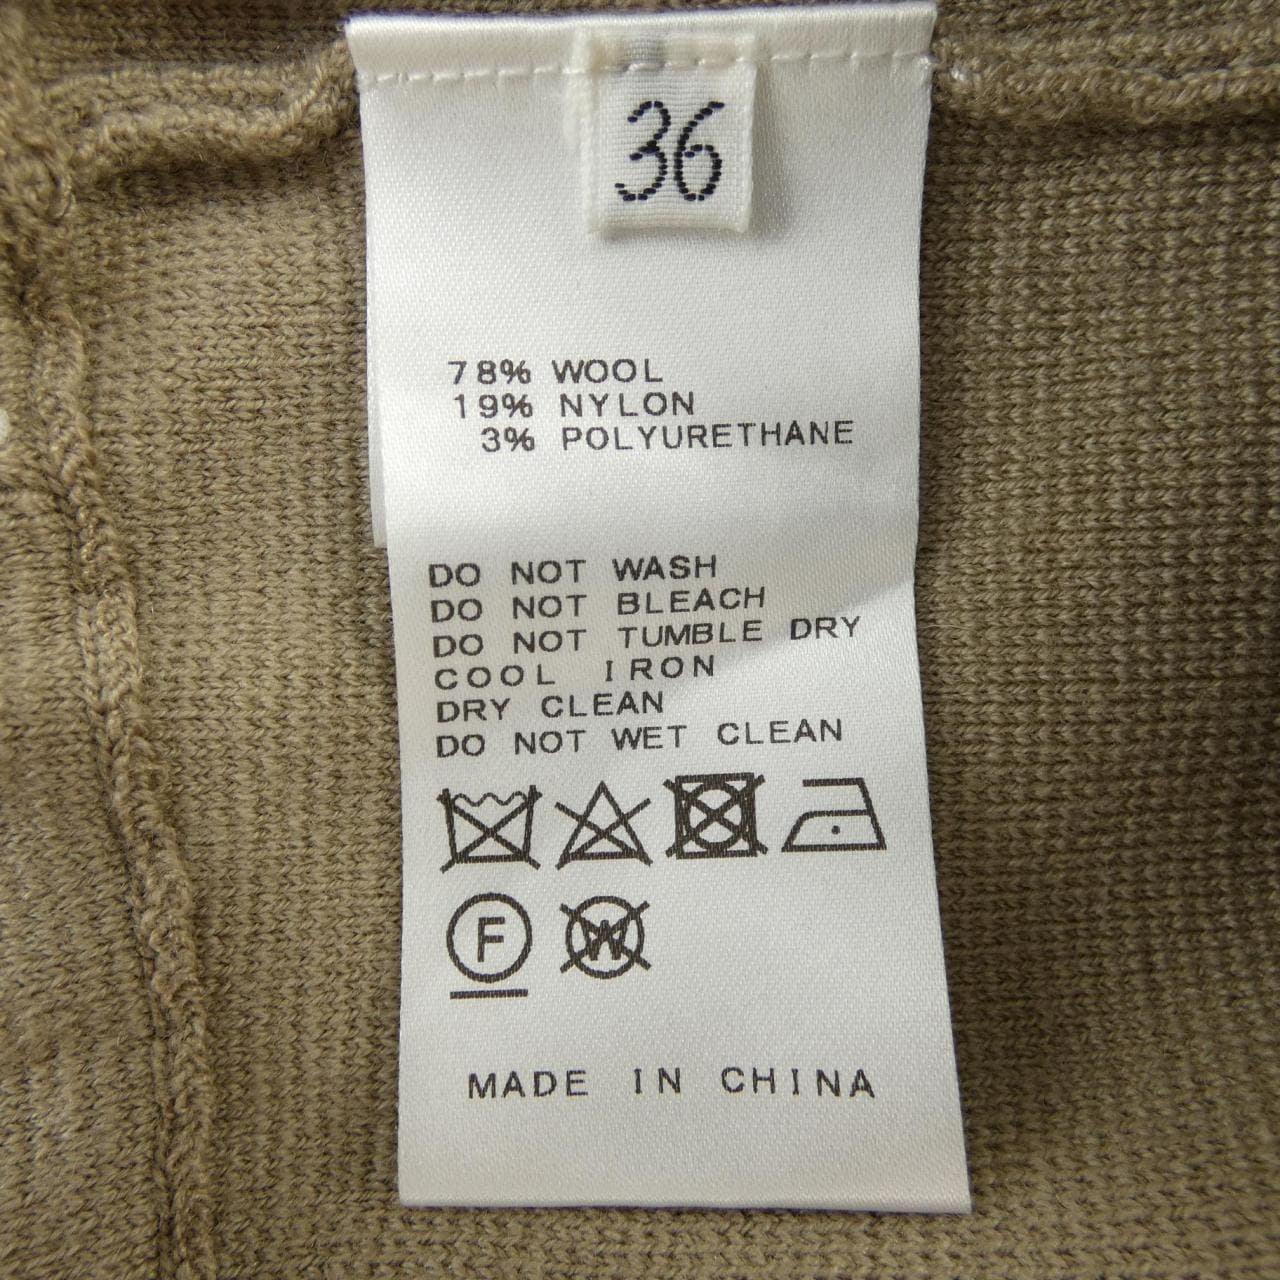 36
78% WOOL
19% NYLON
3% POLYURETHANE
DO NOT WASH
DO NOT BLEACH
DO NOT TUMBLE DRY
COOL IRON
DRY CLEAN
DO NOT WET CLEAN
F W
MADE IN CHINA